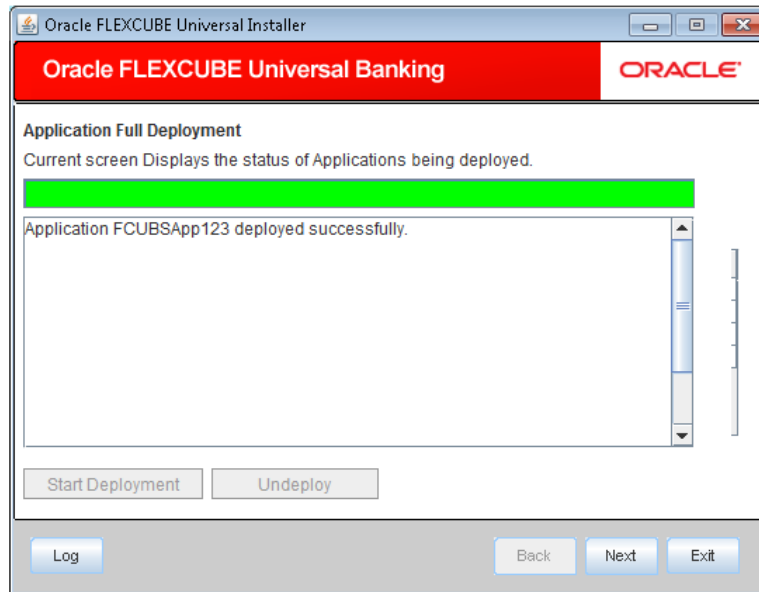 Oracle FLEXCUBE Universal Installer
Oracle FLEXCUBE Universal Banking
ORACLE
Application Full Deployment
Current screen Displays the status of Applications being deployed.
Application FCUBSApp123 deployed successfully.
Start Deployment Undeploy
Log Back Next Exit